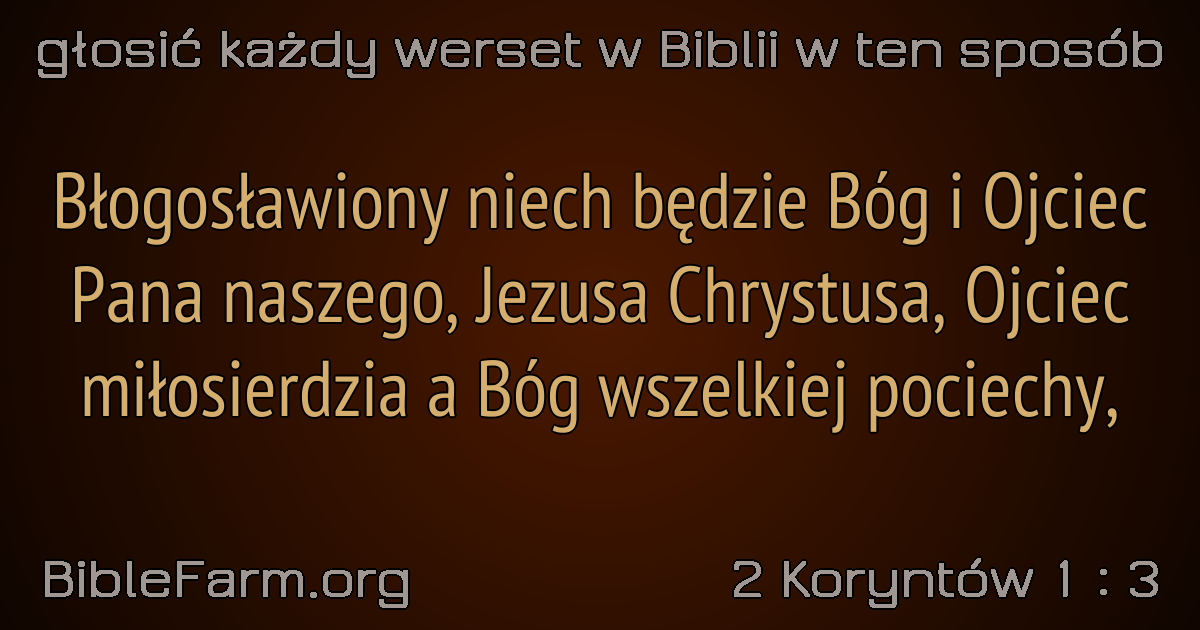 głosić każdy werset w Biblii w ten sposób
Błogosławiony niech będzie Bóg i Ojciec
Pana naszego, Jezusa Chrystusa, Ojciec
miłosierdzia a Bóg wszelkiej pociechy,
BibleFarm.org
2 Koryntów 1 : 3